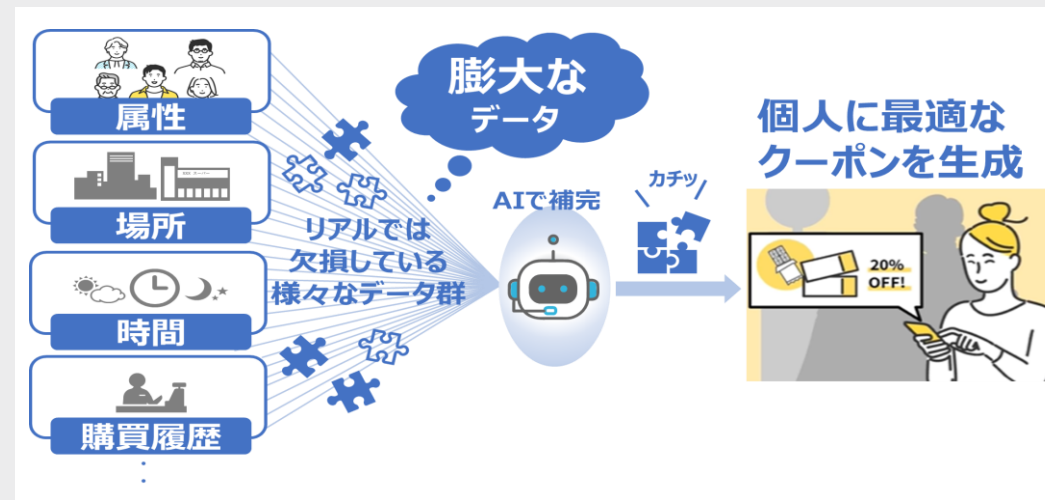 属性
場所
時間
購買履歴
・
・
膨大な
データ
リアルでは
欠損している
様々なデータ群
AIで補完
カチッ
個人に最適な
クーポンを生成
20%
OFF!